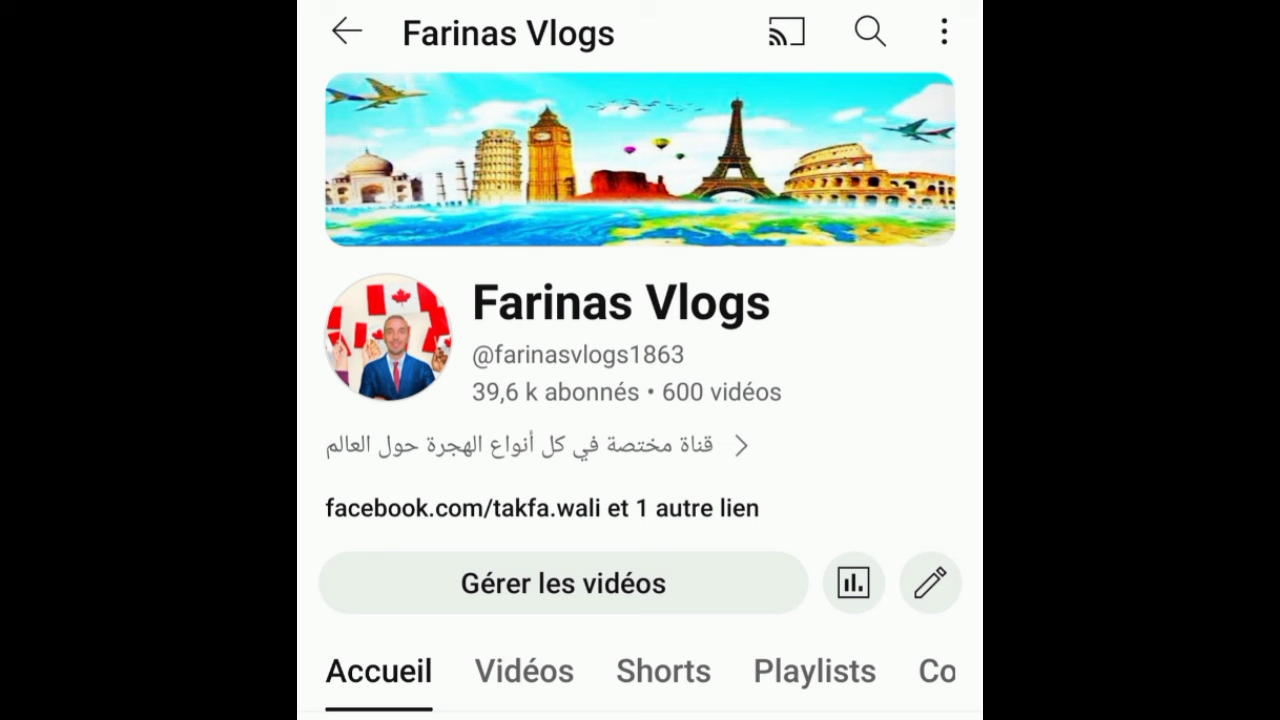 Farinas Vlogs
Farinas Vlogs
@farinasvlogs1863
39,6 k abonnés • 600 vidéos
قناة مختصة في كل أنواع الهجرة حول العالم
facebook.com/takfa.wali et 1 autre lien
Gérer les vidéos
Accueil Vidéos Shorts Playlists Co